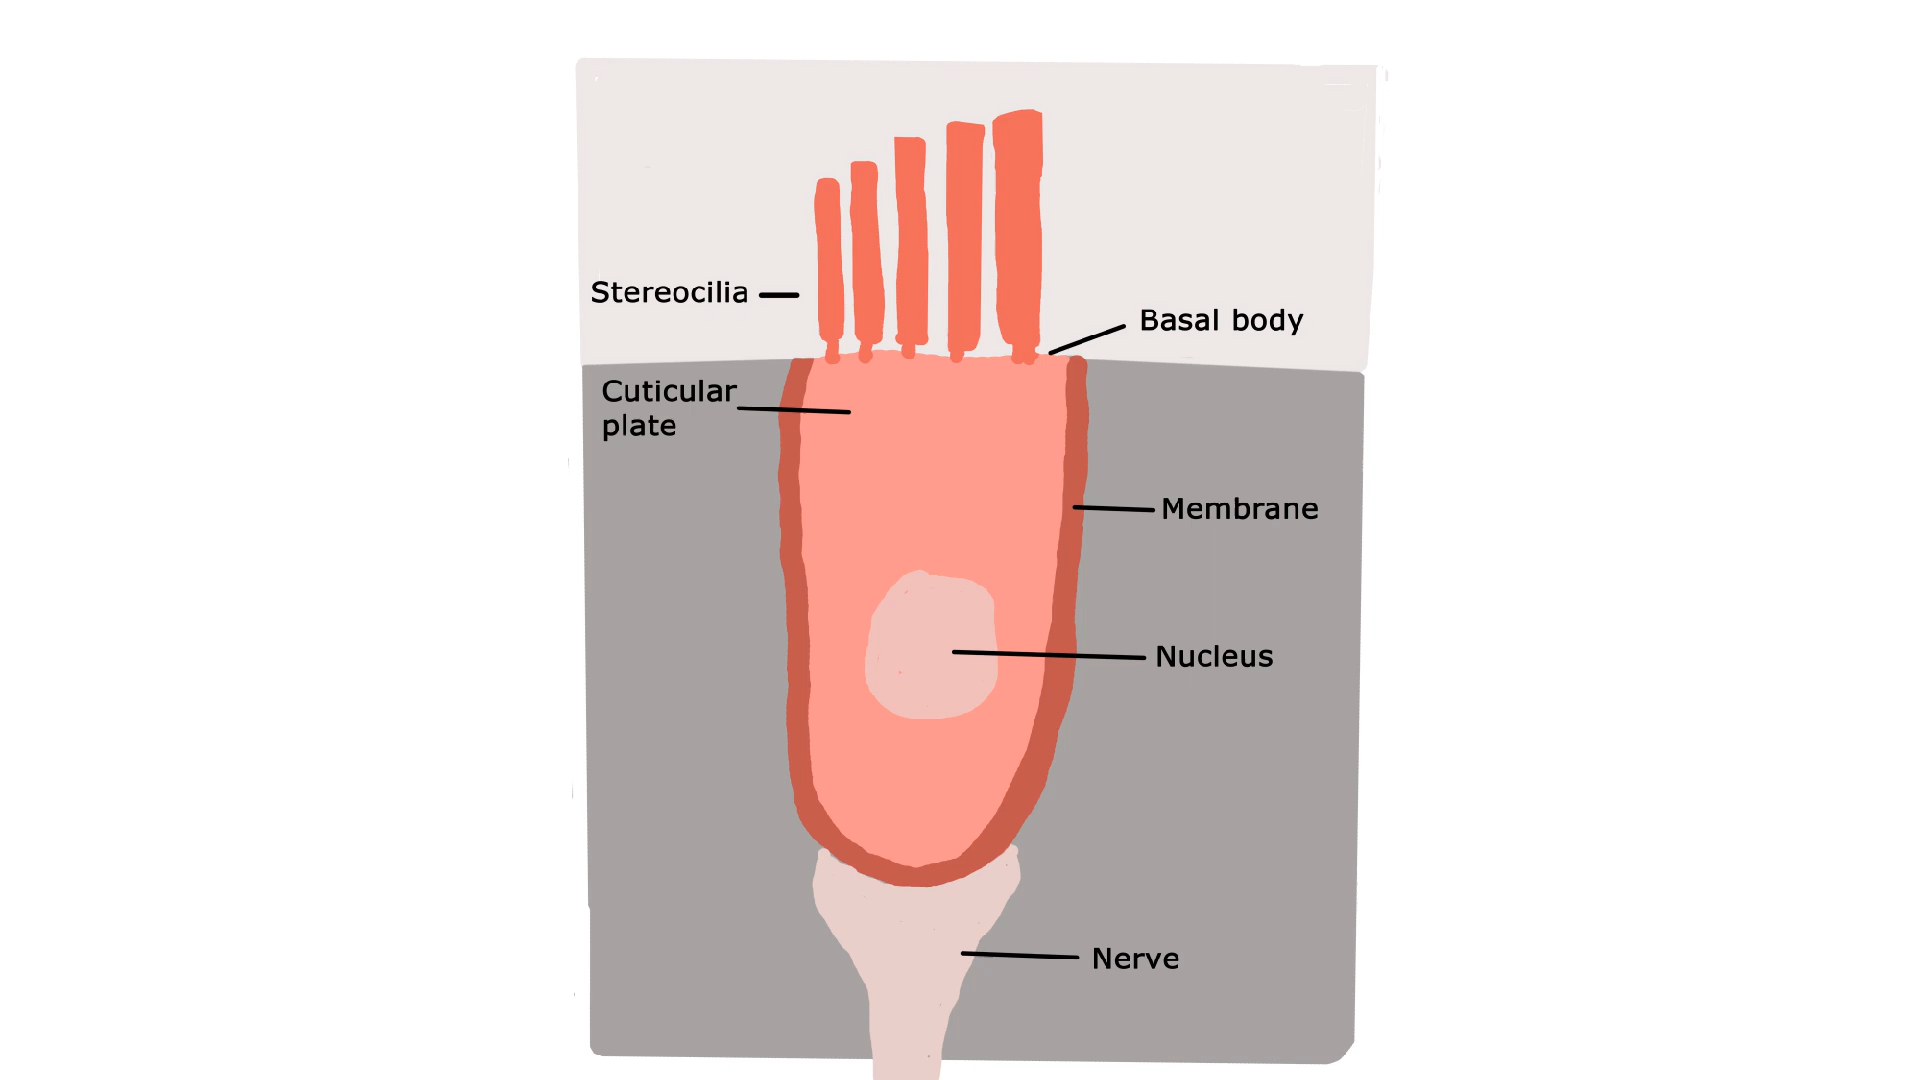 Stereocilia
Basal body
Cuticular
plate
Membrane
Nucleus
Nerve